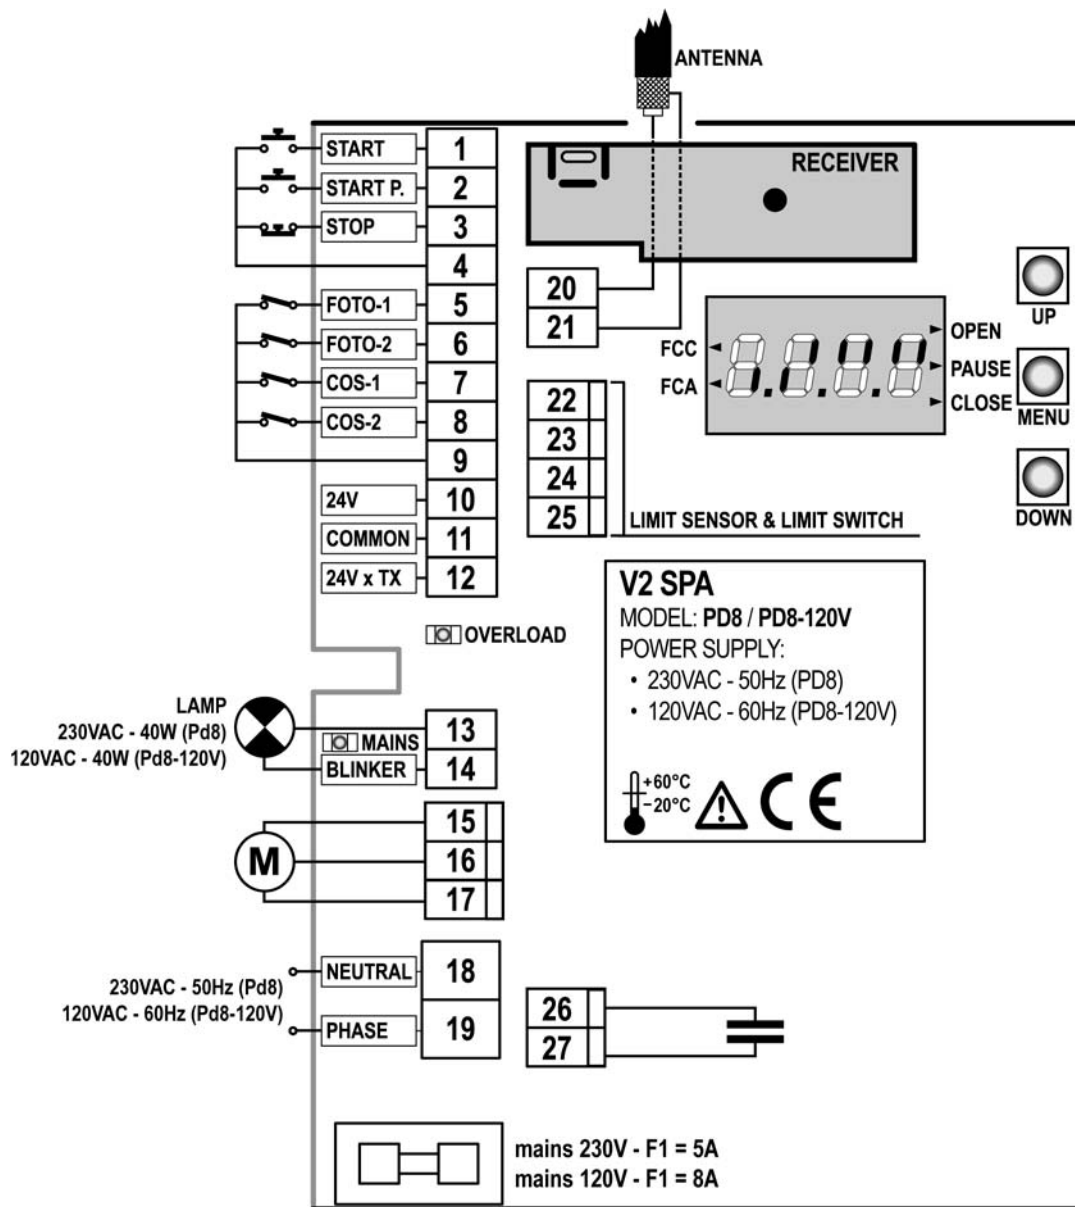 ANTENNA
START 1
START P. 2
STOP 3
4
FOTO-1 5
FOTO-2 6
COS-1 7
COS-2 8
9
24V 10
COMMON 11
24V x TX 12
RECEIVER
20
21
FCC
FCA
OPEN
PAUSE
CLOSE
UP
MENU
DOWN
22
23
24
25
LIMIT SENSOR & LIMIT SWITCH
OVERLOAD
V2 SPA
MODEL: PD8 / PD8-120V
POWER SUPPLY:
• 230VAC - 50Hz (PD8)
• 120VAC - 60Hz (PD8-120V)
+60°C
-20°C
CE
LAMP
230VAC - 40W (Pd8)
120VAC - 40W (Pd8-120V)
13
MAINS
BLINKER 14
M
15
16
17
230VAC - 50Hz (Pd8)
120VAC - 60Hz (Pd8-120V)
NEUTRAL 18
PHASE 19
26
27
mains 230V - F1 = 5A
mains 120V - F1 = 8A